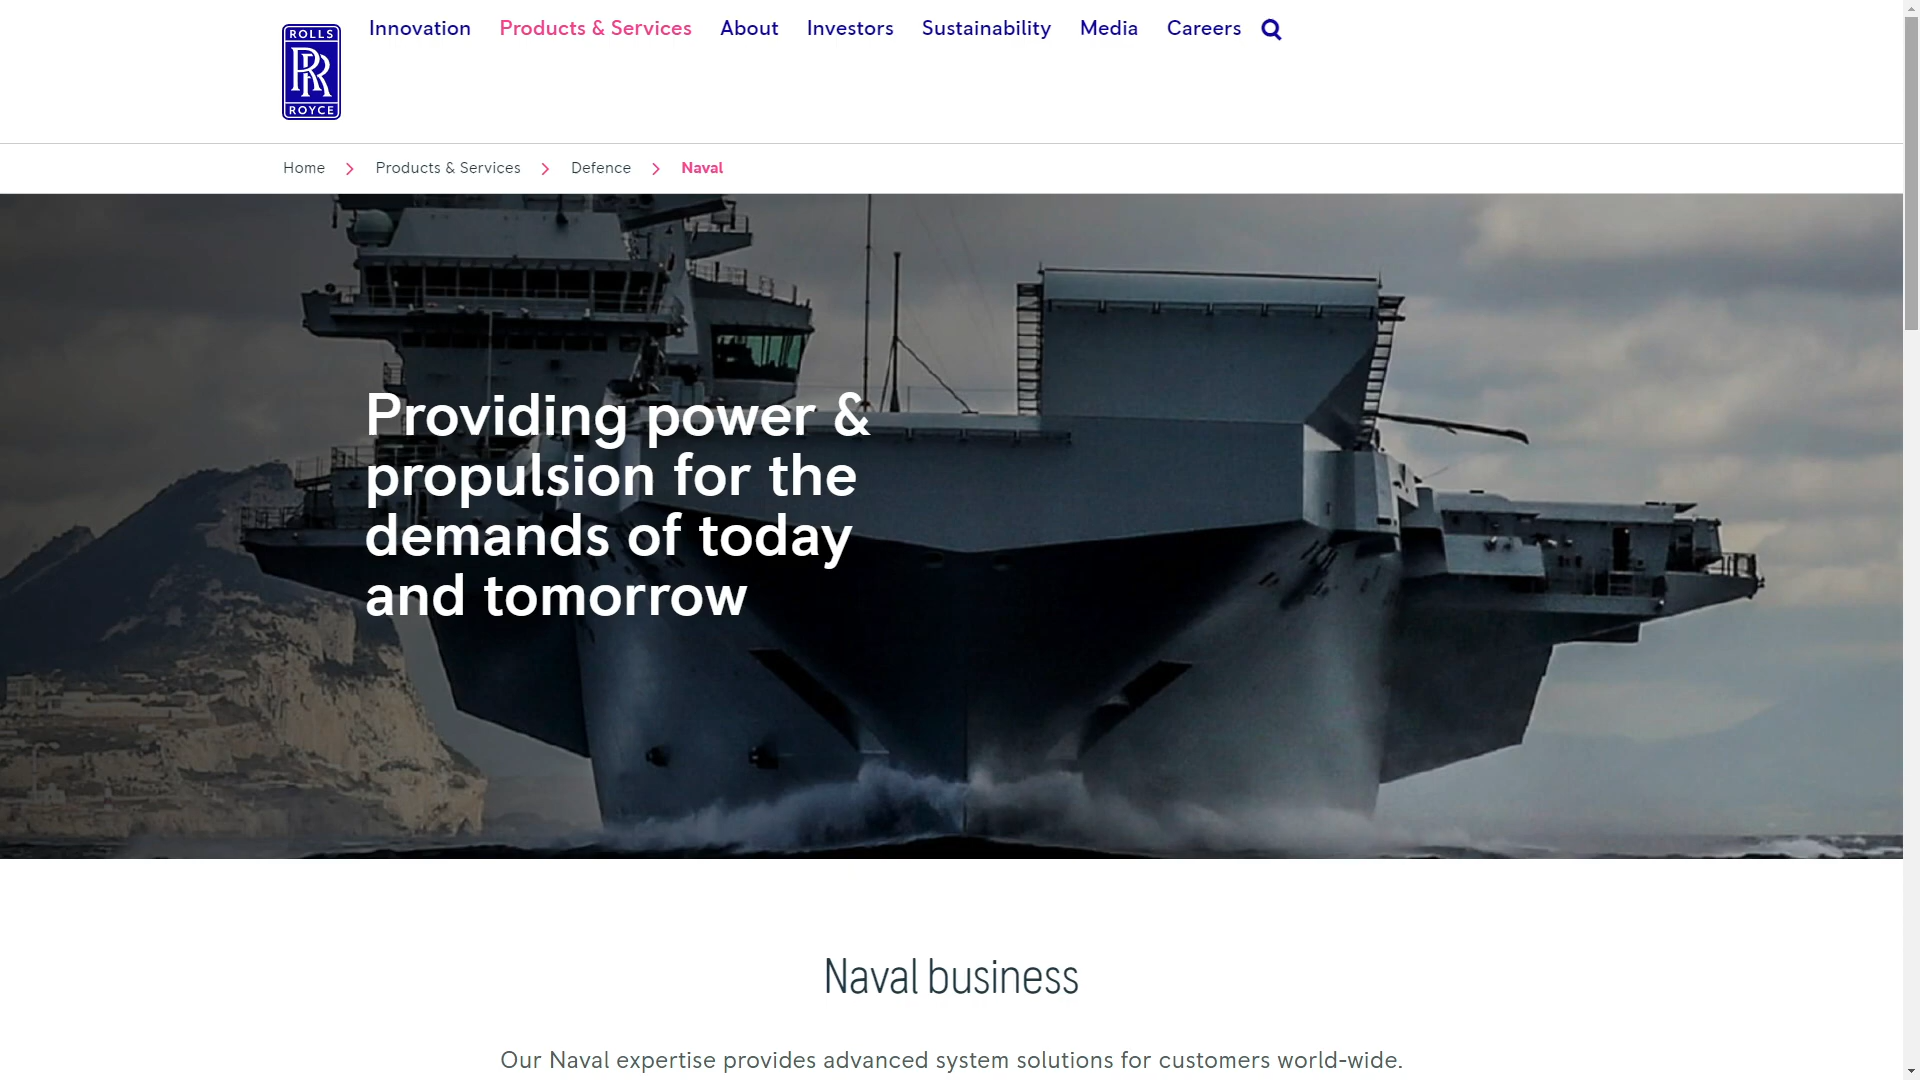 ROLLS
RR
ROYCE
Innovation Products & Services About Investors Sustainability Media Careers
Home Products & Services Defence Naval
Providing power &
propulsion for the
demands of today
and tomorrow
Naval business
Our Naval expertise provides advanced system solutions for customers world-wide.